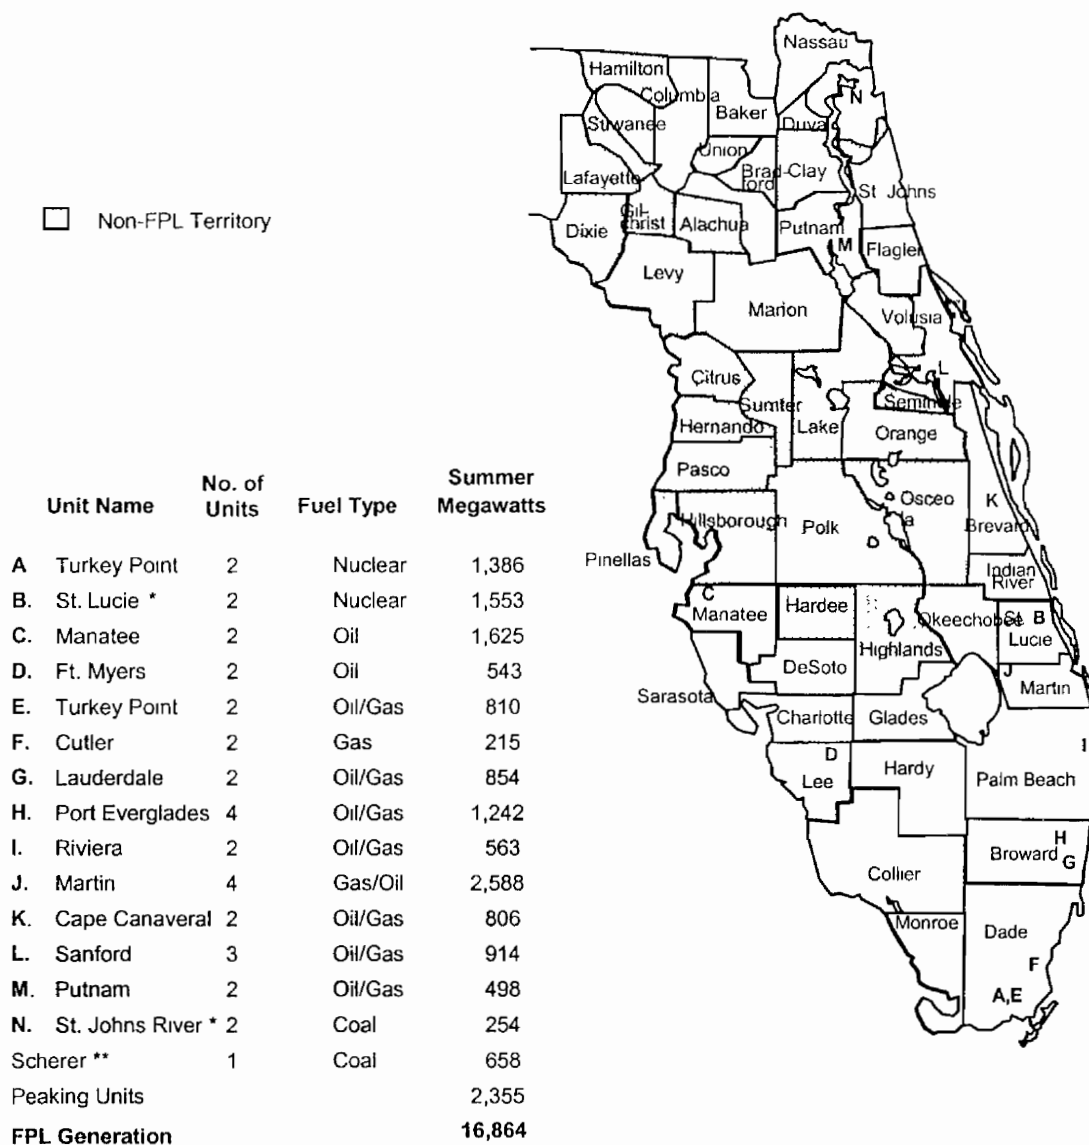 Nassau
Hamilton
Columbia
N
Baker
Duval
Suwanee
Union
Brad-
ford
Clay
Lafayette
St Johns
Non-FPL Territory
Gil-
christ
Alachua
Putnam
Dixie
M
Flagler
Levy
Marion
Volusia
Citrus
L
Sumter
Seminole
Hernando
Lake
Orange
Pasco
Osceo
la
K
Brevard
Hillsborough
Polk
Pinellas
Indian
River
C
Manatee
Hardee
Okeechobee
St.
B
Lucie
Highlands
DeSoto
J
Martin
Sarasota
Charlotte
Glades
I
D
Lee
Hardy
Palm Beach
H
Broward
G
Collier
Monroe
Dade
F
A,E
Unit Name No. of Units Fuel Type Summer Megawatts
A Turkey Point 2 Nuclear 1,386
B. St. Lucie * 2 Nuclear 1,553
C. Manatee 2 Oil 1,625
D. Ft. Myers 2 Oil 543
E. Turkey Point 2 Oil/Gas 810
F. Cutler 2 Gas 215
G. Lauderdale 2 Oil/Gas 854
H. Port Everglades 4 Oil/Gas 1,242
I. Riviera 2 Oil/Gas 563
J. Martin 4 Gas/Oil 2,588
K. Cape Canaveral 2 Oil/Gas 806
L. Sanford 3 Oil/Gas 914
M. Putnam 2 Oil/Gas 498
N. St. Johns River * 2 Coal 254
Scherer ** 1 Coal 658
Peaking Units 2,355
FPL Generation 16,864